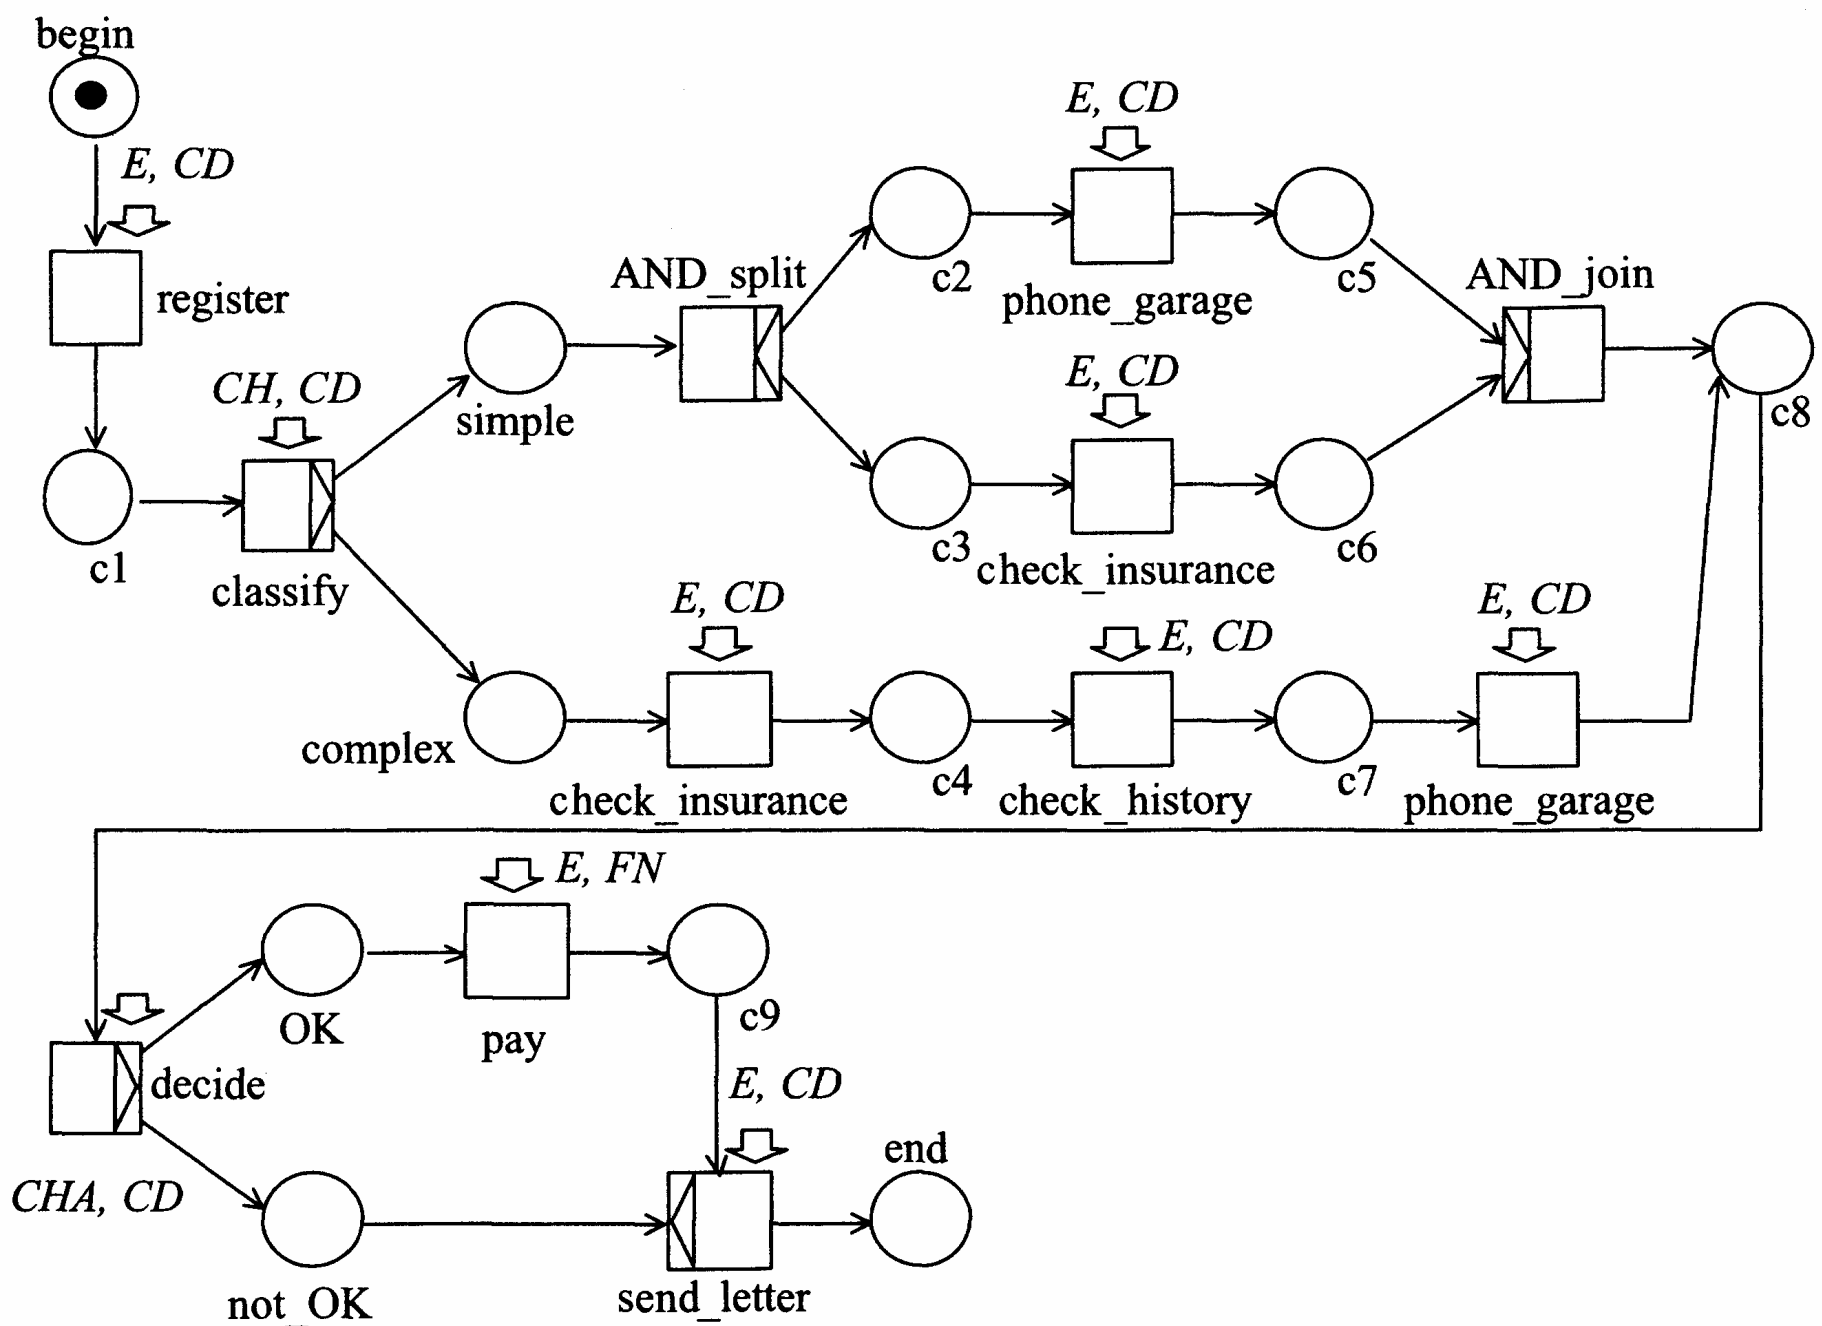 begin
E, CD
register
c1
CH, CD
classify
simple
complex
AND_split
c2
E, CD
phone_garage
c5
AND_join
c8
c3
E, CD
check_insurance
c6
E, CD
check_insurance
c4
E, CD
check_history
c7
E, CD
phone_garage
decide
CHA, CD
OK
E, FN
pay
c9
E, CD
not_OK
send_letter
end